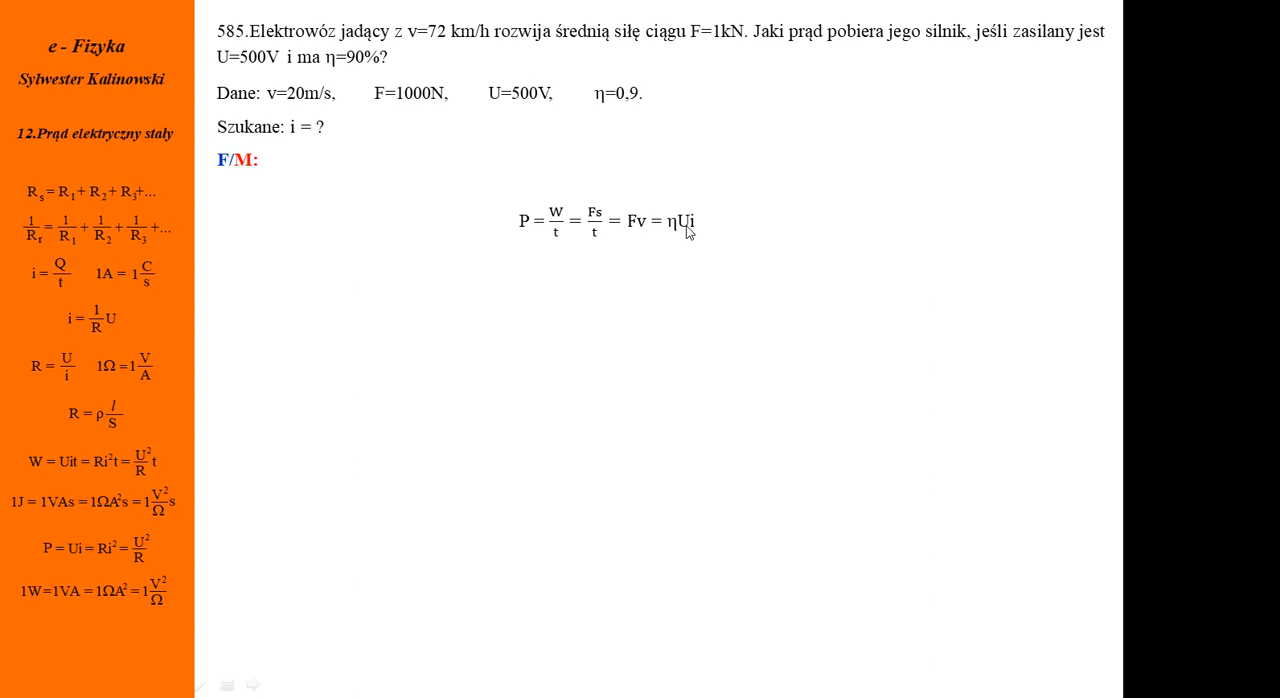 e - Fizyka
Sylwester Kalinowski
12.Prąd elektryczny stały
R_s = R_1 + R_2 + R_3+...
1/R_r = 1/R_1 + 1/R_2 + 1/R_3 +...
i = Q/t 1A = 1 C/s
i = 1/R U
R = U/i 1Ω =1 V/A
R = ρ l/S
W = Uit = Ri²t = U²/R t
1J = 1VAs = 1ΩA²s = 1 V²/Ω s
P = Ui = Ri² = U²/R
1W=1VA = 1ΩA² = 1 V²/Ω
585.Elektrowóz jadący z v=72 km/h rozwija średnią siłę ciągu F=1kN. Jaki prąd pobiera jego silnik, jeśli zasilany jest
U=500V i ma η=90%?
Dane: v=20m/s, F=1000N, U=500V, η=0,9.
Szukane: i = ?
F/M:
P = W/t = Fs/t = Fv = ηUi